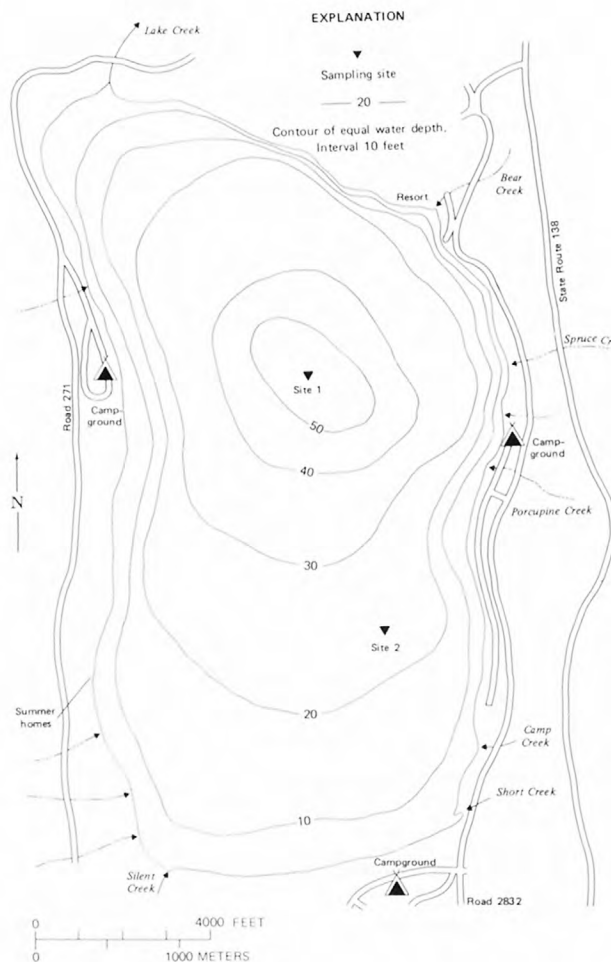 EXPLANATION
Lake Creek
Sampling site
20
Contour of equal water depth,
Interval 10 feet
Resort
Bear
Creek
State Route 138
Spruce Cr
Site 1
Road 271
Camp-
ground
50
Camp-
ground
40
N
Porcupine Creek
30
Site 2
Summer
homes
20
Camp
Creek
Short Creek
10
Campground
Silent
Creek
Road 2832
0 4000 FEET
0 1000 METERS